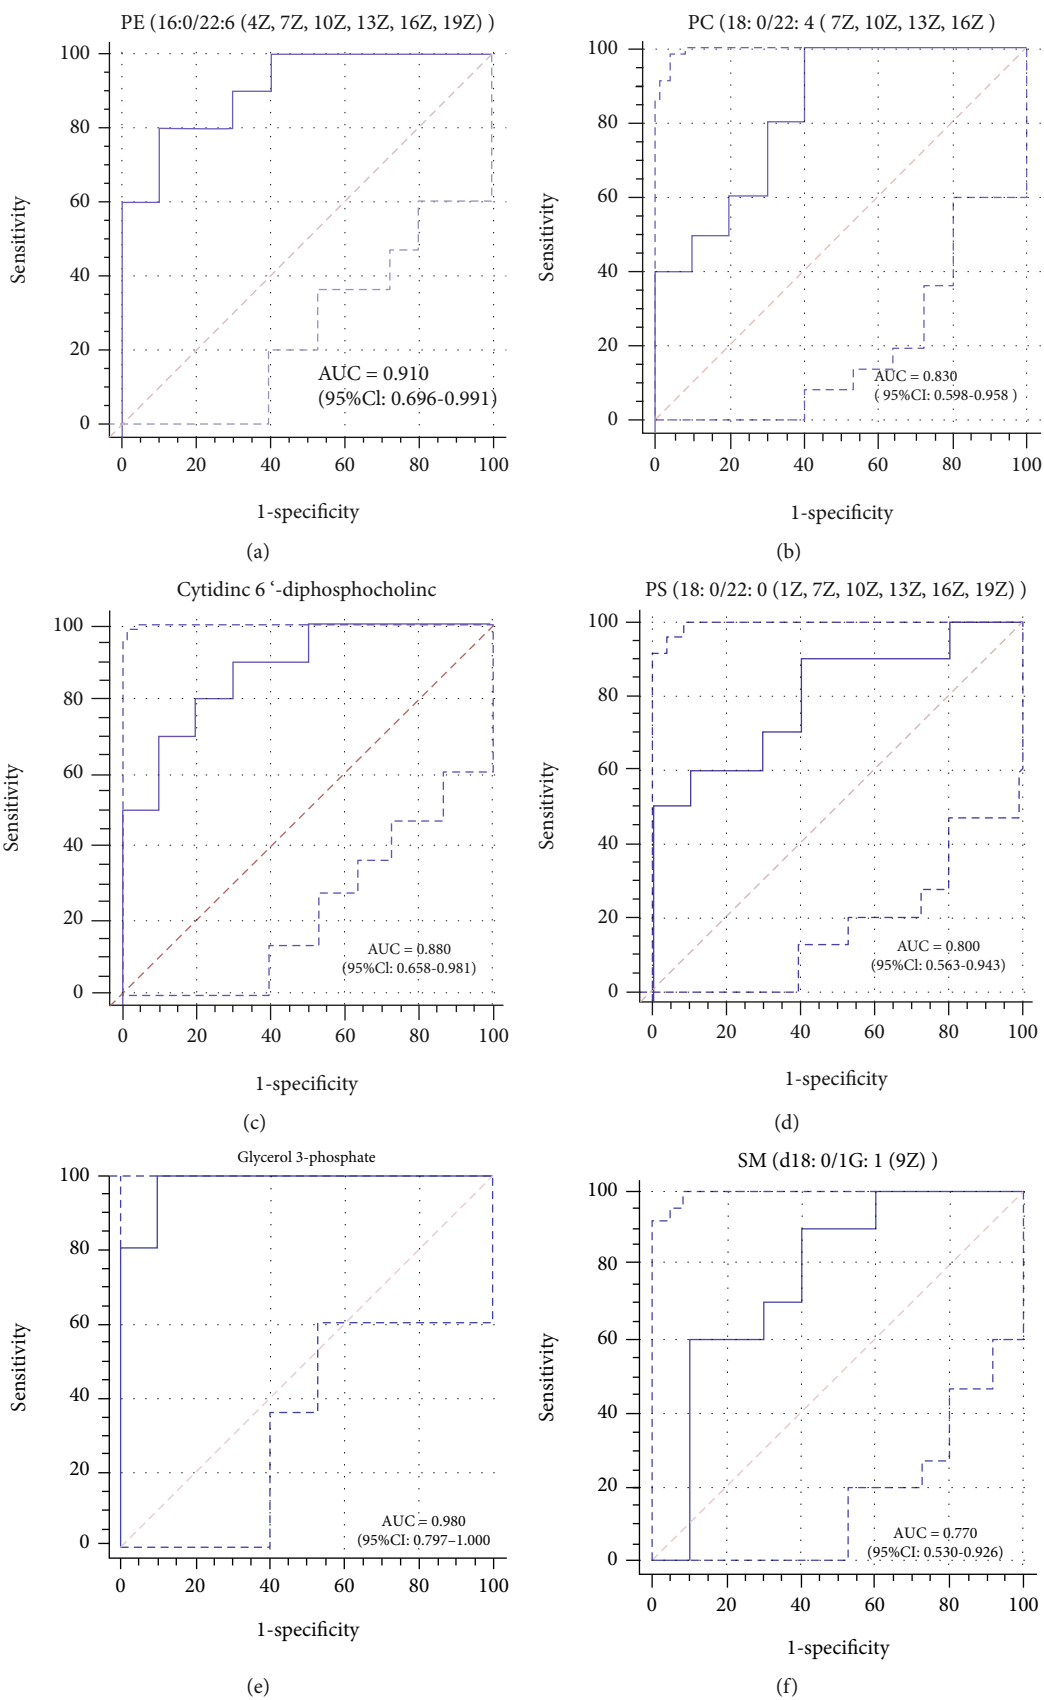 PE (16:0/22:6 (4Z, 7Z, 10Z, 13Z, 16Z, 19Z) )
100
80
60
40
20
0
Sensitivity
AUC = 0.910
(95%Cl: 0.696-0.991)
0 20 40 60 80 100
1-specificity
(a)
PC (18: 0/22: 4 ( 7Z, 10Z, 13Z, 16Z )
100
80
60
40
20
0
Sensitivity
AUC = 0.830
( 95%CI: 0.598-0.958 )
0 20 40 60 80 100
1-specificity
(b)
Cytidinc 6 ‘-diphosphocholinc
100
80
60
40
20
0
Sensitivity
AUC = 0.880
(95%Cl: 0.658-0.981)
0 20 40 60 80 100
1-specificity
(c)
PS (18: 0/22: 0 (1Z, 7Z, 10Z, 13Z, 16Z, 19Z) )
100
80
60
40
20
0
Sensitivity
AUC = 0.800
(95%Cl: 0.563-0.943)
0 20 40 60 80 100
1-specificity
(d)
Glycerol 3-phosphate
100
80
60
40
20
0
Sensitivity
AUC = 0.980
(95%CI: 0.797–1.000
0 20 40 60 80 100
1-specificity
(e)
SM (d18: 0/1G: 1 (9Z) )
100
80
60
40
20
0
Sensitivity
AUC = 0.770
(95%CI: 0.530-0.926)
0 20 40 60 80 100
1-specificity
(f)